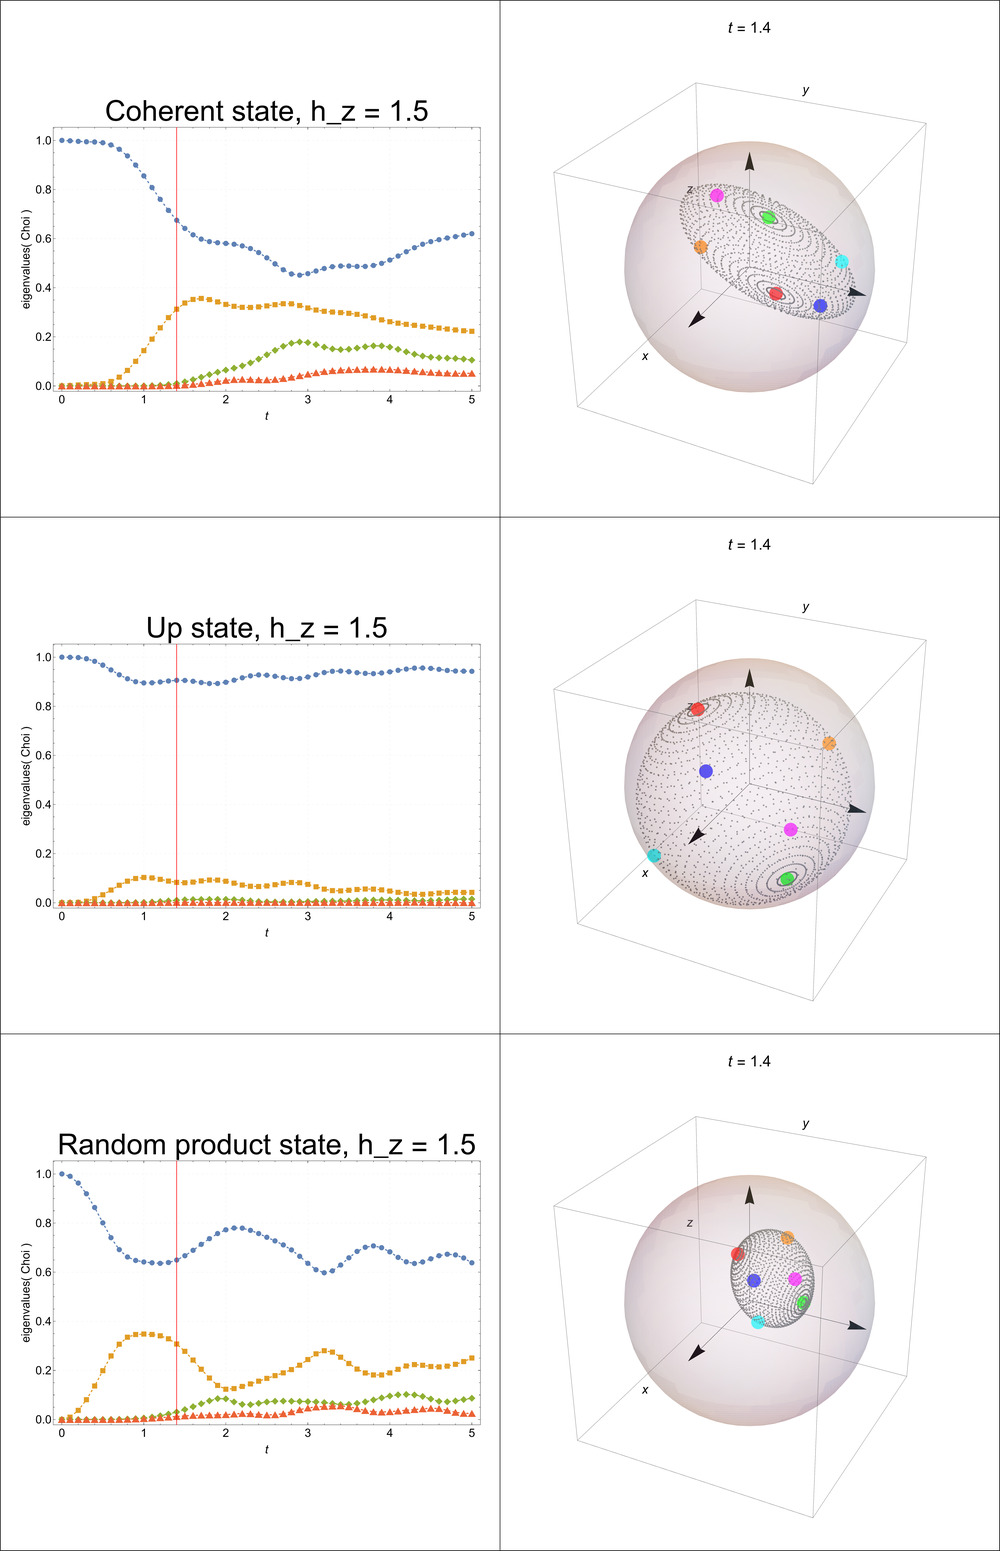 t = 1.4
y
Coherent state, h_z = 1.5
eigenvalues( Choi )
1.0
0.8
0.6
0.4
0.2
0.0
0 1 2 3 4 5
t
z
x
t = 1.4
y
Up state, h_z = 1.5
eigenvalues( Choi )
1.0
0.8
0.6
0.4
0.2
0.0
0 1 2 3 4 5
t
z
x
t = 1.4
y
Random product state, h_z = 1.5
eigenvalues( Choi )
1.0
0.8
0.6
0.4
0.2
0.0
0 1 2 3 4 5
t
z
x